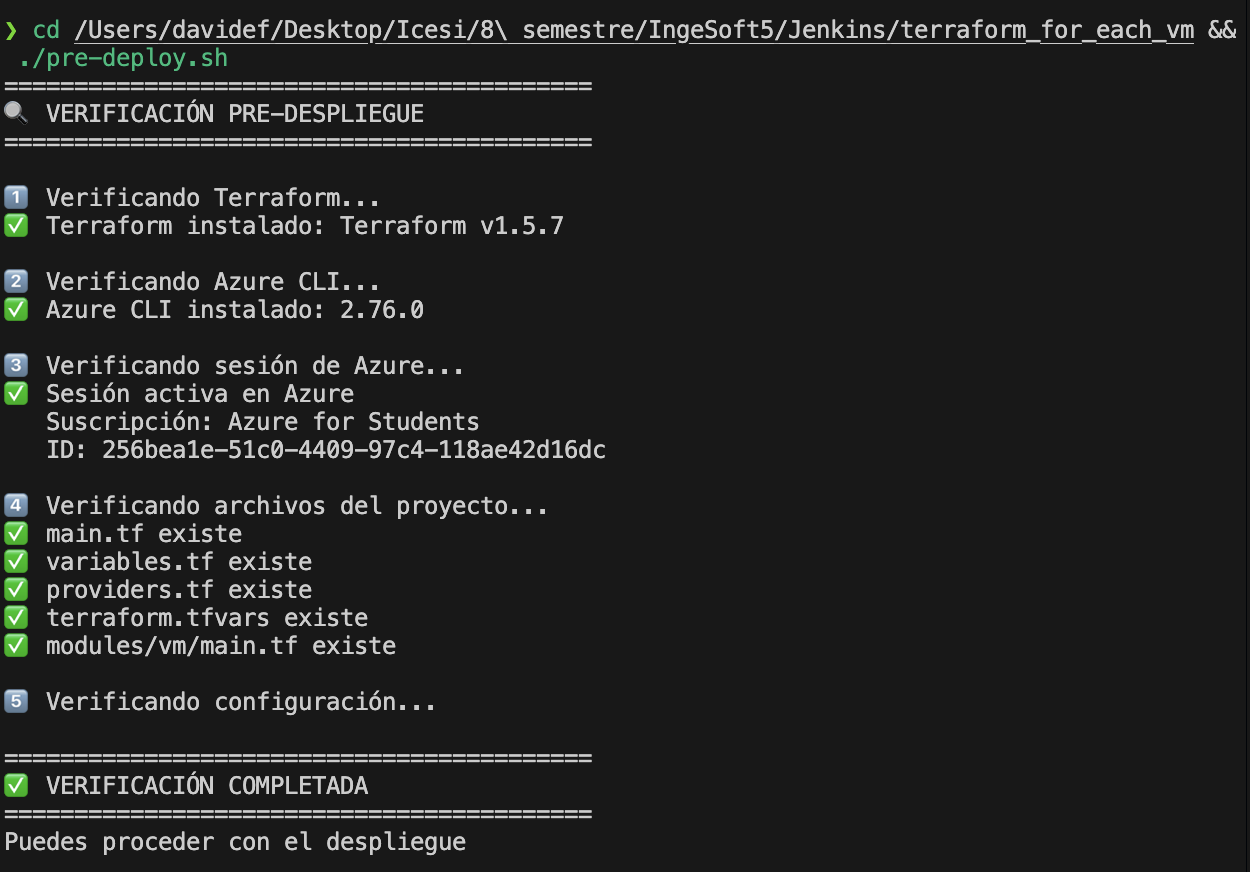 ❯ cd /Users/davidef/Desktop/Icesi/8\ semestre/IngeSoft5/Jenkins/terraform_for_each_vm &&
./pre-deploy.sh
==========================================
🔍 VERIFICACIÓN PRE-DESPLIEGUE
==========================================
1️⃣ Verificando Terraform...
✅ Terraform instalado: Terraform v1.5.7
2️⃣ Verificando Azure CLI...
✅ Azure CLI instalado: 2.76.0
3️⃣ Verificando sesión de Azure...
✅ Sesión activa en Azure
Suscripción: Azure for Students
ID: 256bea1e-51c0-4409-97c4-118ae42d16dc
4️⃣ Verificando archivos del proyecto...
✅ main.tf existe
✅ variables.tf existe
✅ providers.tf existe
✅ terraform.tfvars existe
✅ modules/vm/main.tf existe
5️⃣ Verificando configuración...
==========================================
✅ VERIFICACIÓN COMPLETADA
==========================================
Puedes proceder con el despliegue